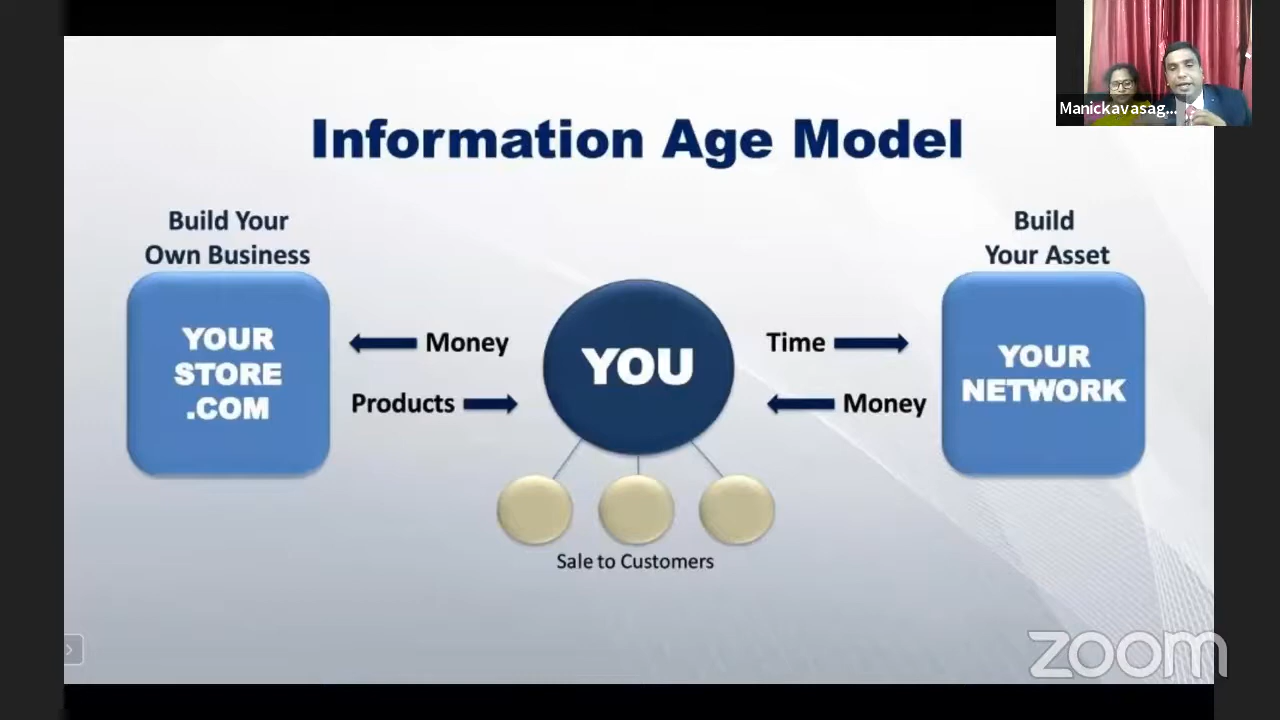 Manickavasag...
Information Age Model
Build Your
Own Business
YOUR
STORE
.COM
Money
Products
YOU
Time
Money
Build
Your Asset
YOUR
NETWORK
Sale to Customers
zoom